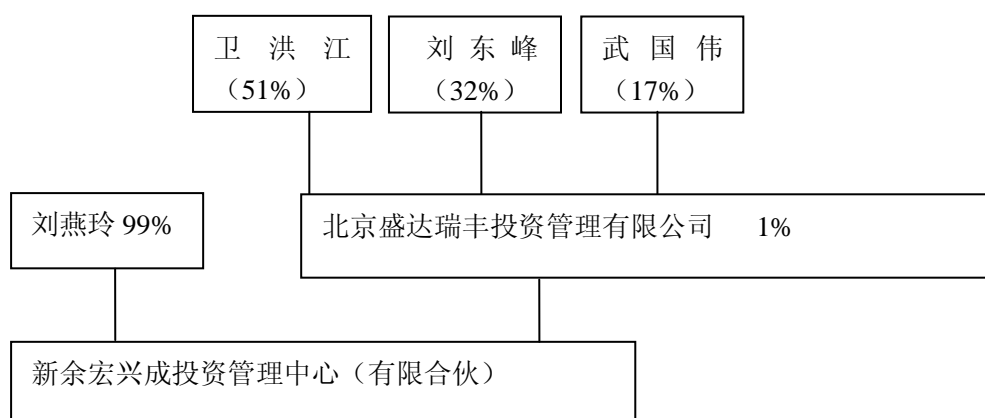 卫 洪 江
（51%）
刘 东 峰
（32%）
武 国 伟
（17%）
刘燕玲 99%
北京盛达瑞丰投资管理有限公司 1%
新余宏兴成投资管理中心（有限合伙）